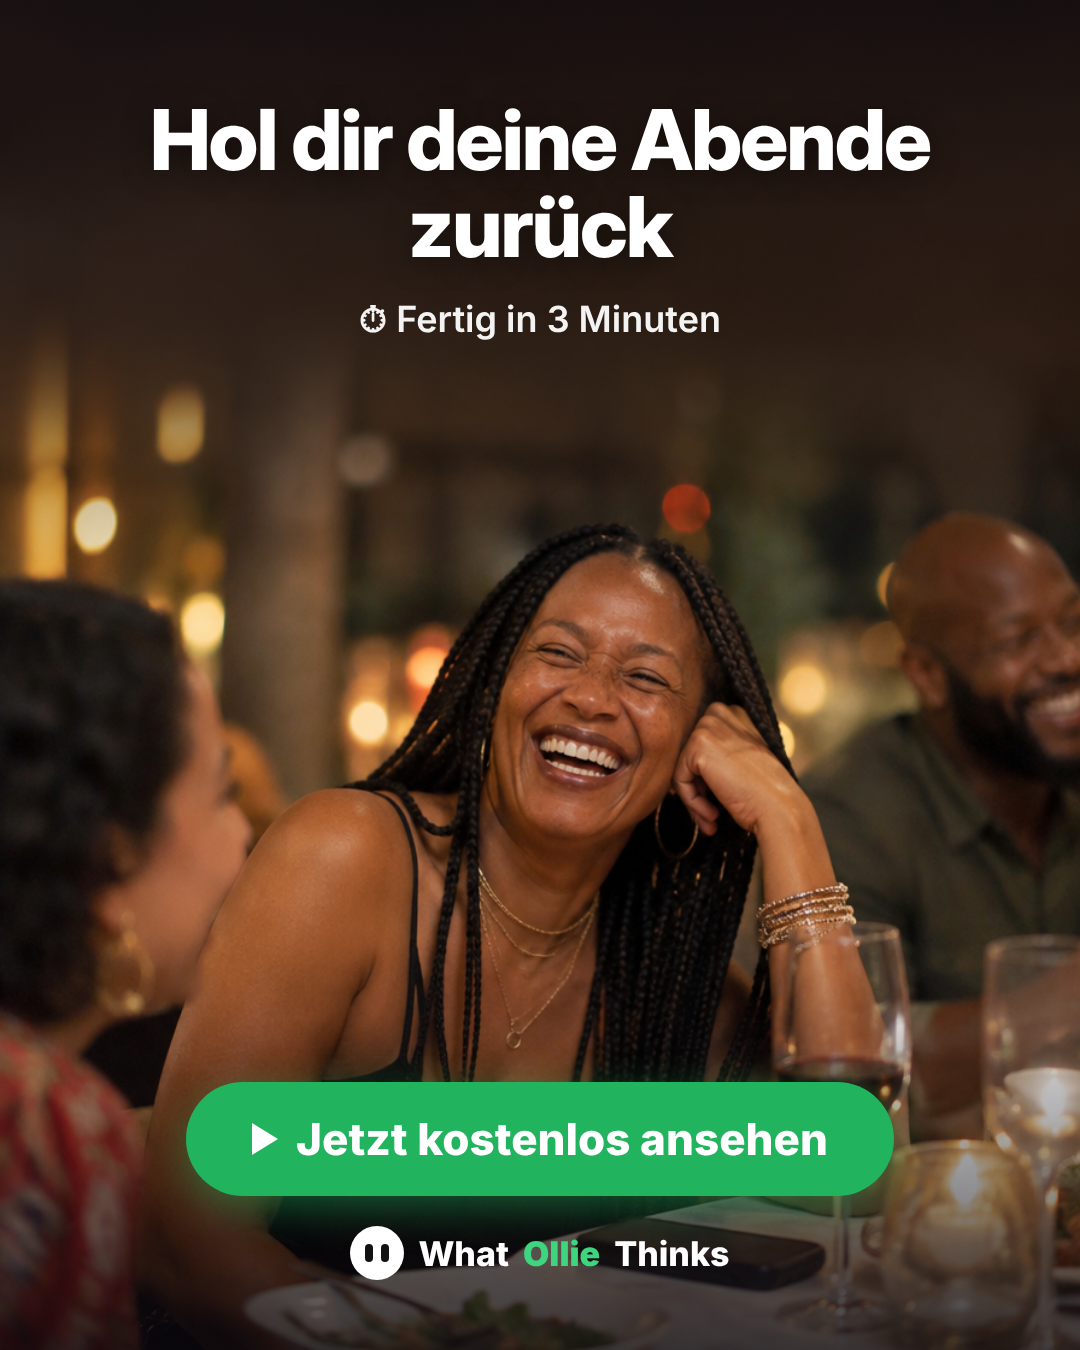 Hol dir deine Abende
zurück
⏱ Fertig in 3 Minuten
▶ Jetzt kostenlos ansehen
What Ollie Thinks